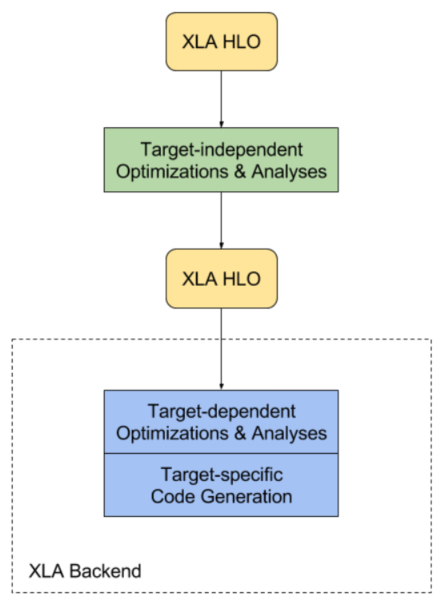 XLA HLO
Target-independent
Optimizations & Analyses
XLA HLO
Target-dependent
Optimizations & Analyses
Target-specific
Code Generation
XLA Backend